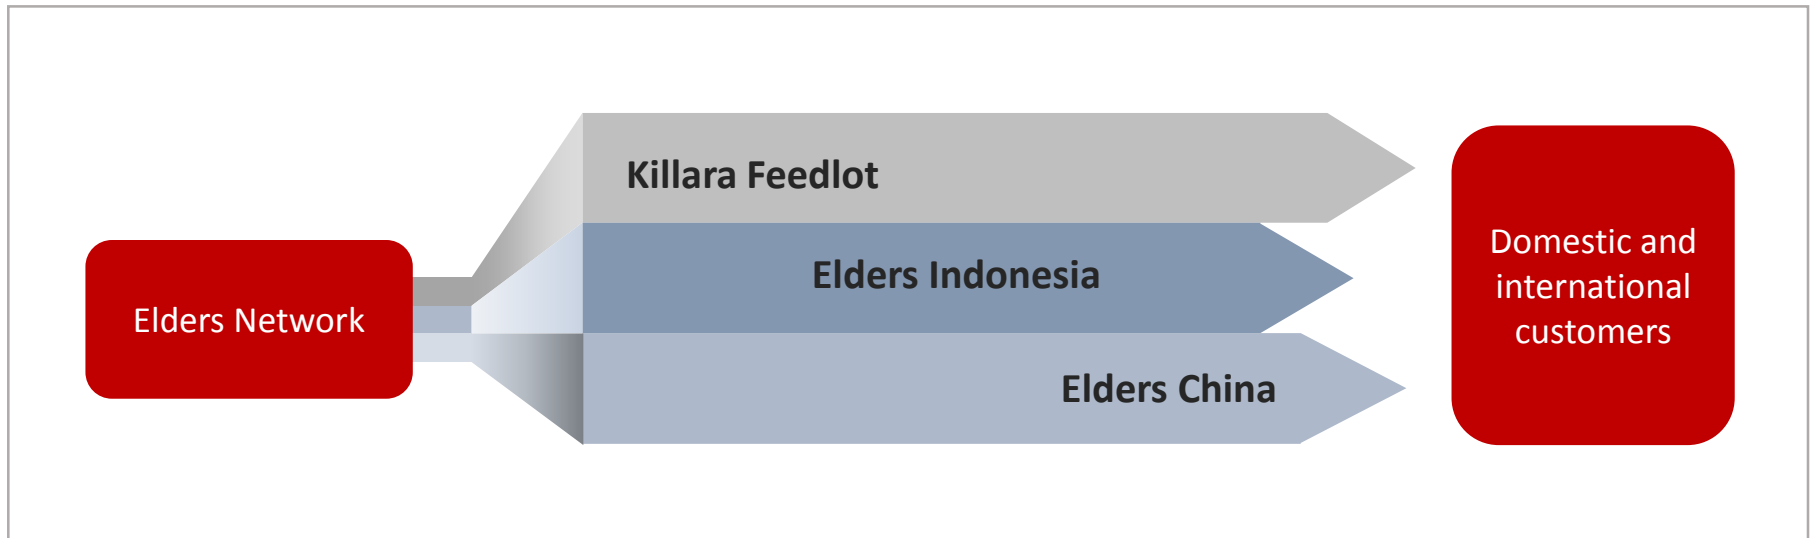 Elders Network
Killara Feedlot
Elders Indonesia
Elders China
Domestic and
international
customers